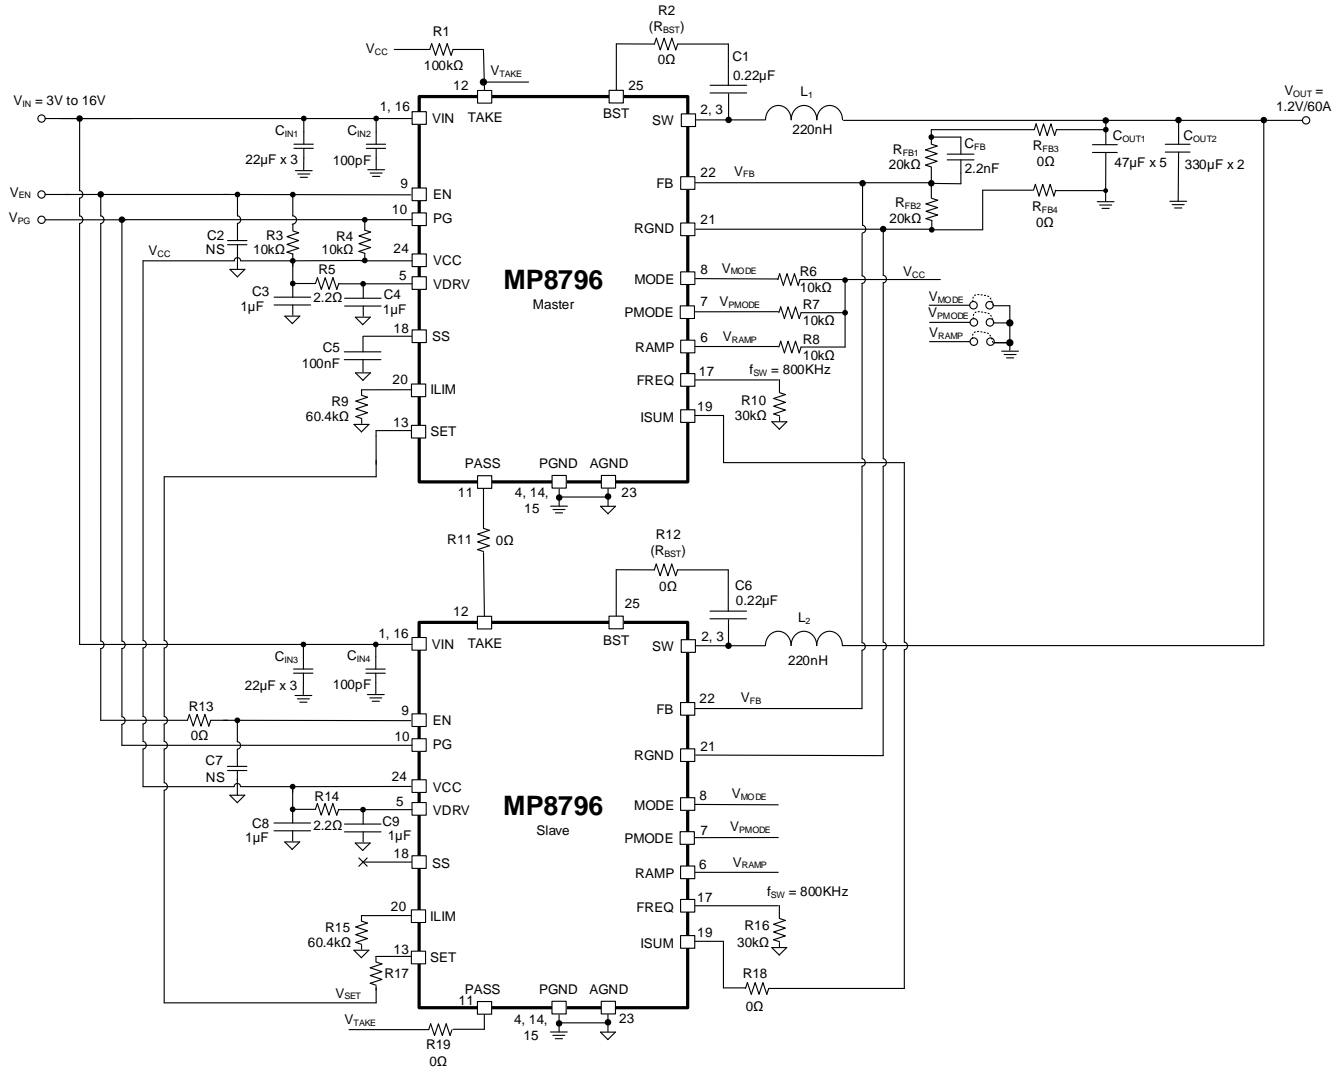 R1
VCC
100kΩ
VTAKE
12
TAKE
R2
(RBST)
0Ω
25
BST
C1
0.22µF
L1
220nH
VIN = 3V to 16V
1, 16
VIN
CIN1
22µF x 3
CIN2
100pF
SW
2, 3
VOUT =
1.2V/60A
RFB1
20kΩ
CFB
2.2nF
RFB3
0Ω
COUT1
47µF x 5
COUT2
330µF x 2
VEN
9
EN
VPG
10
PG
FB
22
VFB
RFB2
20kΩ
RFB4
0Ω
RGND
21
C2
NS
R3
10kΩ
R4
10kΩ
VCC
24
VCC
R5
2.2Ω
5
VDRV
C3
1µF
C4
1µF
MP8796
Master
MODE
8
VMODE
R6
10kΩ
VCC
PMODE
7
VPMODE
R7
10kΩ
RAMP
6
VRAMP
R8
10kΩ
VMODE
VPMODE
VRAMP
18
SS
C5
100nF
FREQ
17
fSW = 800KHz
R10
30kΩ
20
ILIM
R9
60.4kΩ
ISUM
19
13
SET
PASS
11
PGND
4, 14,
15
AGND
23
R11
0Ω
R12
(RBST)
0Ω
C6
0.22µF
12
TAKE
25
BST
L2
220nH
1, 16
VIN
CIN3
22µF x 3
CIN4
100pF
SW
2, 3
R13
0Ω
9
EN
10
PG
FB
22
VFB
RGND
21
C7
NS
24
VCC
R14
2.2Ω
5
VDRV
C8
1µF
C9
1µF
MP8796
Slave
MODE
8
VMODE
PMODE
7
VPMODE
RAMP
6
VRAMP
18
SS
FREQ
17
fSW = 800KHz
R16
30kΩ
20
ILIM
R15
60.4kΩ
ISUM
19
13
SET
R17
VSET
R18
0Ω
PASS
11
PGND
4, 14,
15
AGND
23
VTAKE
R19
0Ω